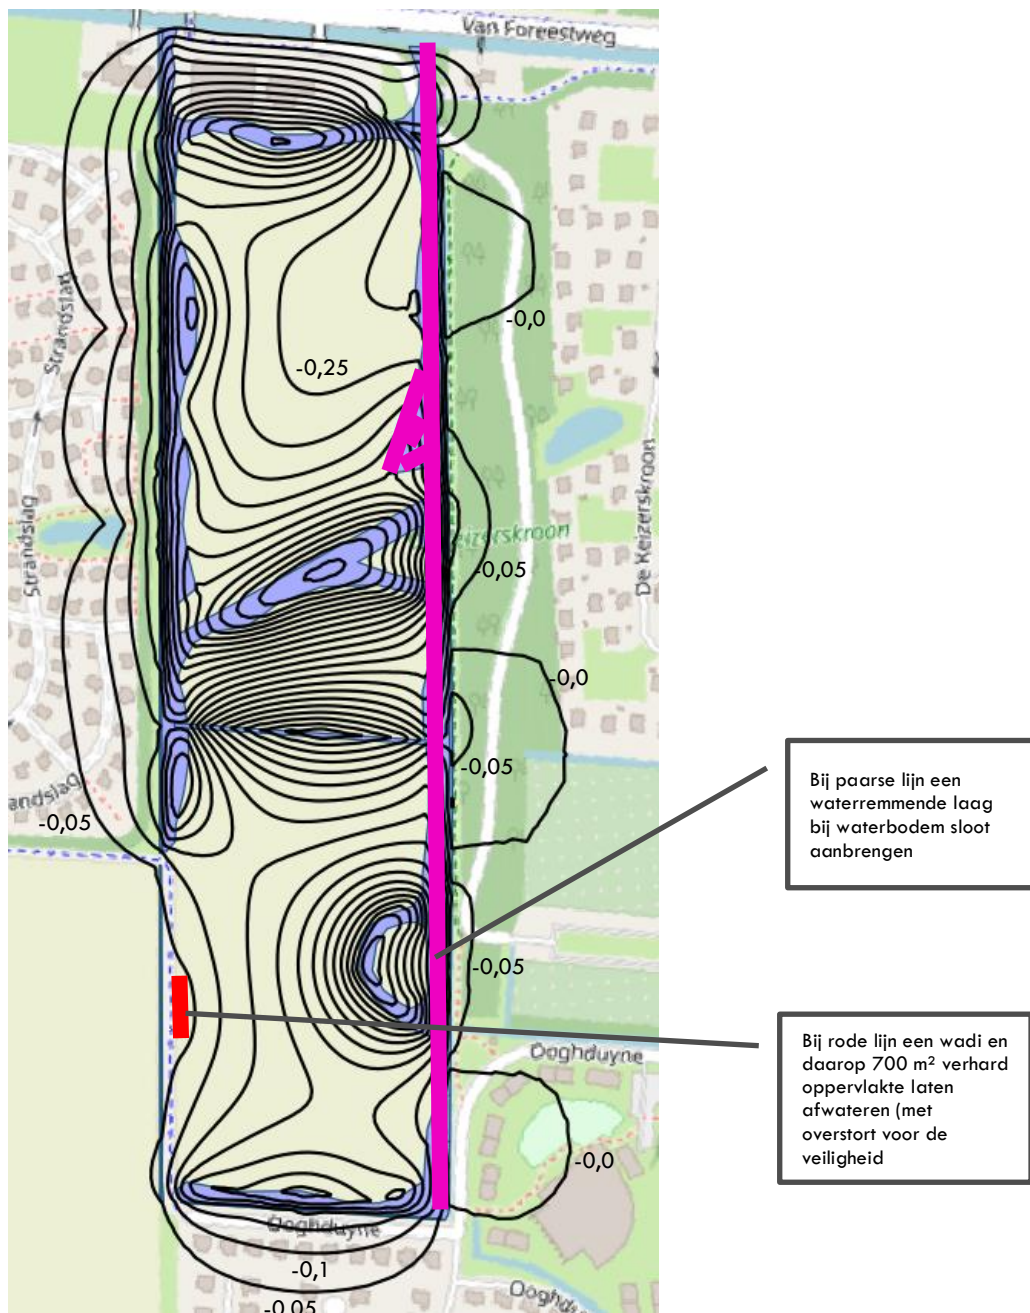 Van Foreestweg
-0,0
Strandslag
-0,25
De Keizerskroon
Strandslag
Keizerskroon
-0,05
-0,0
-0,05
andslag
-0,05
Bij paarse lijn een
waterremmende laag
bij waterbodem sloot
aanbrengen
-0,05
Ooghduyne
Bij rode lijn een wadi en
daarop 700 m² verhard
oppervlakte laten
afwateren (met
overstort voor de
veiligheid
-0,0
Ooghduyne
-0,1
-0,05